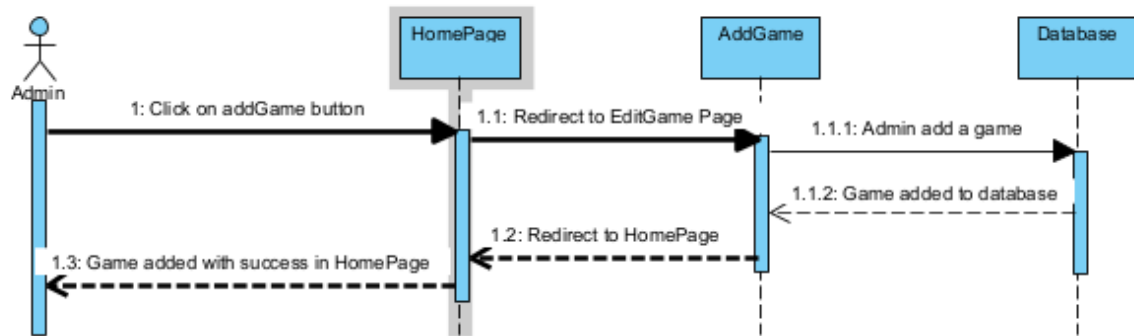 HomePage
AddGame
Database
Admin
1: Click on addGame button
1.1: Redirect to EditGame Page
1.1.1: Admin add a game
1.1.2: Game added to database
1.2: Redirect to HomePage
1.3: Game added with success in HomePage